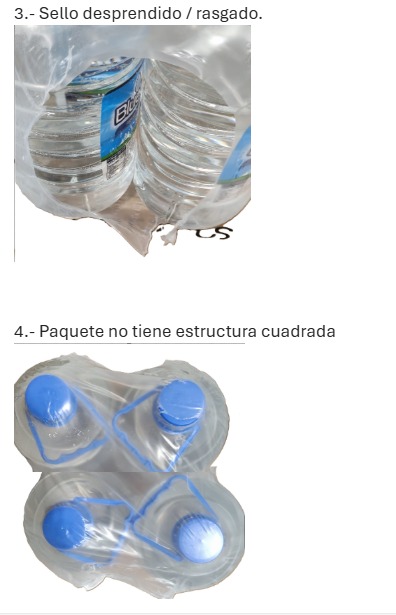 3.- Sello desprendido / rasgado.
4.- Paquete no tiene estructura cuadrada